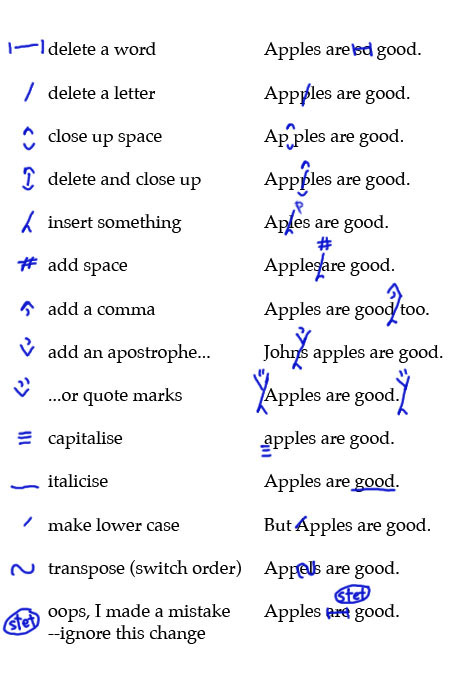 delete a word Apples are so good.
delete a letter Appples are good.
close up space Ap ples are good.
delete and close up Appples are good.
p
insert something Aples are good.
#
# add space Applesare good.
add a comma Apples are good too.
add an apostrophe... Johns apples are good.
...or quote marks Apples are good.
capitalise apples are good.
italicise Apples are good.
make lower case But Apples are good.
transpose (switch order) Appels are good.
stet
stet oops, I made a mistake Apples are good.
--ignore this change